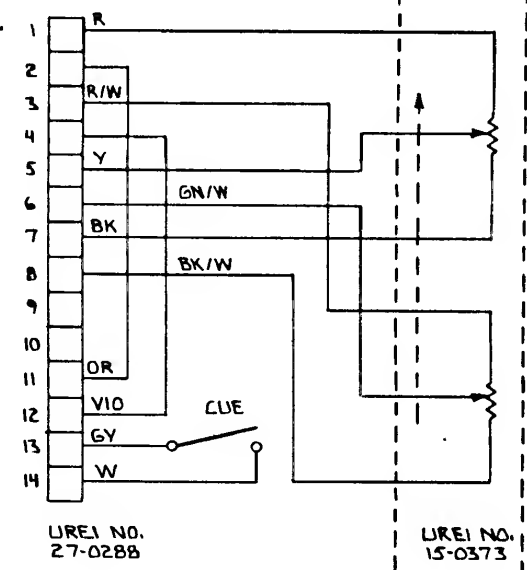 1 R
2
3 R/W
4
5 Y
6 GN/W
7 BK
8 BK/W
9
10
11 OR
12 VIO
CUE
13 GY
14 W
UREI NO.
27-0288
UREI NO.
15-0373